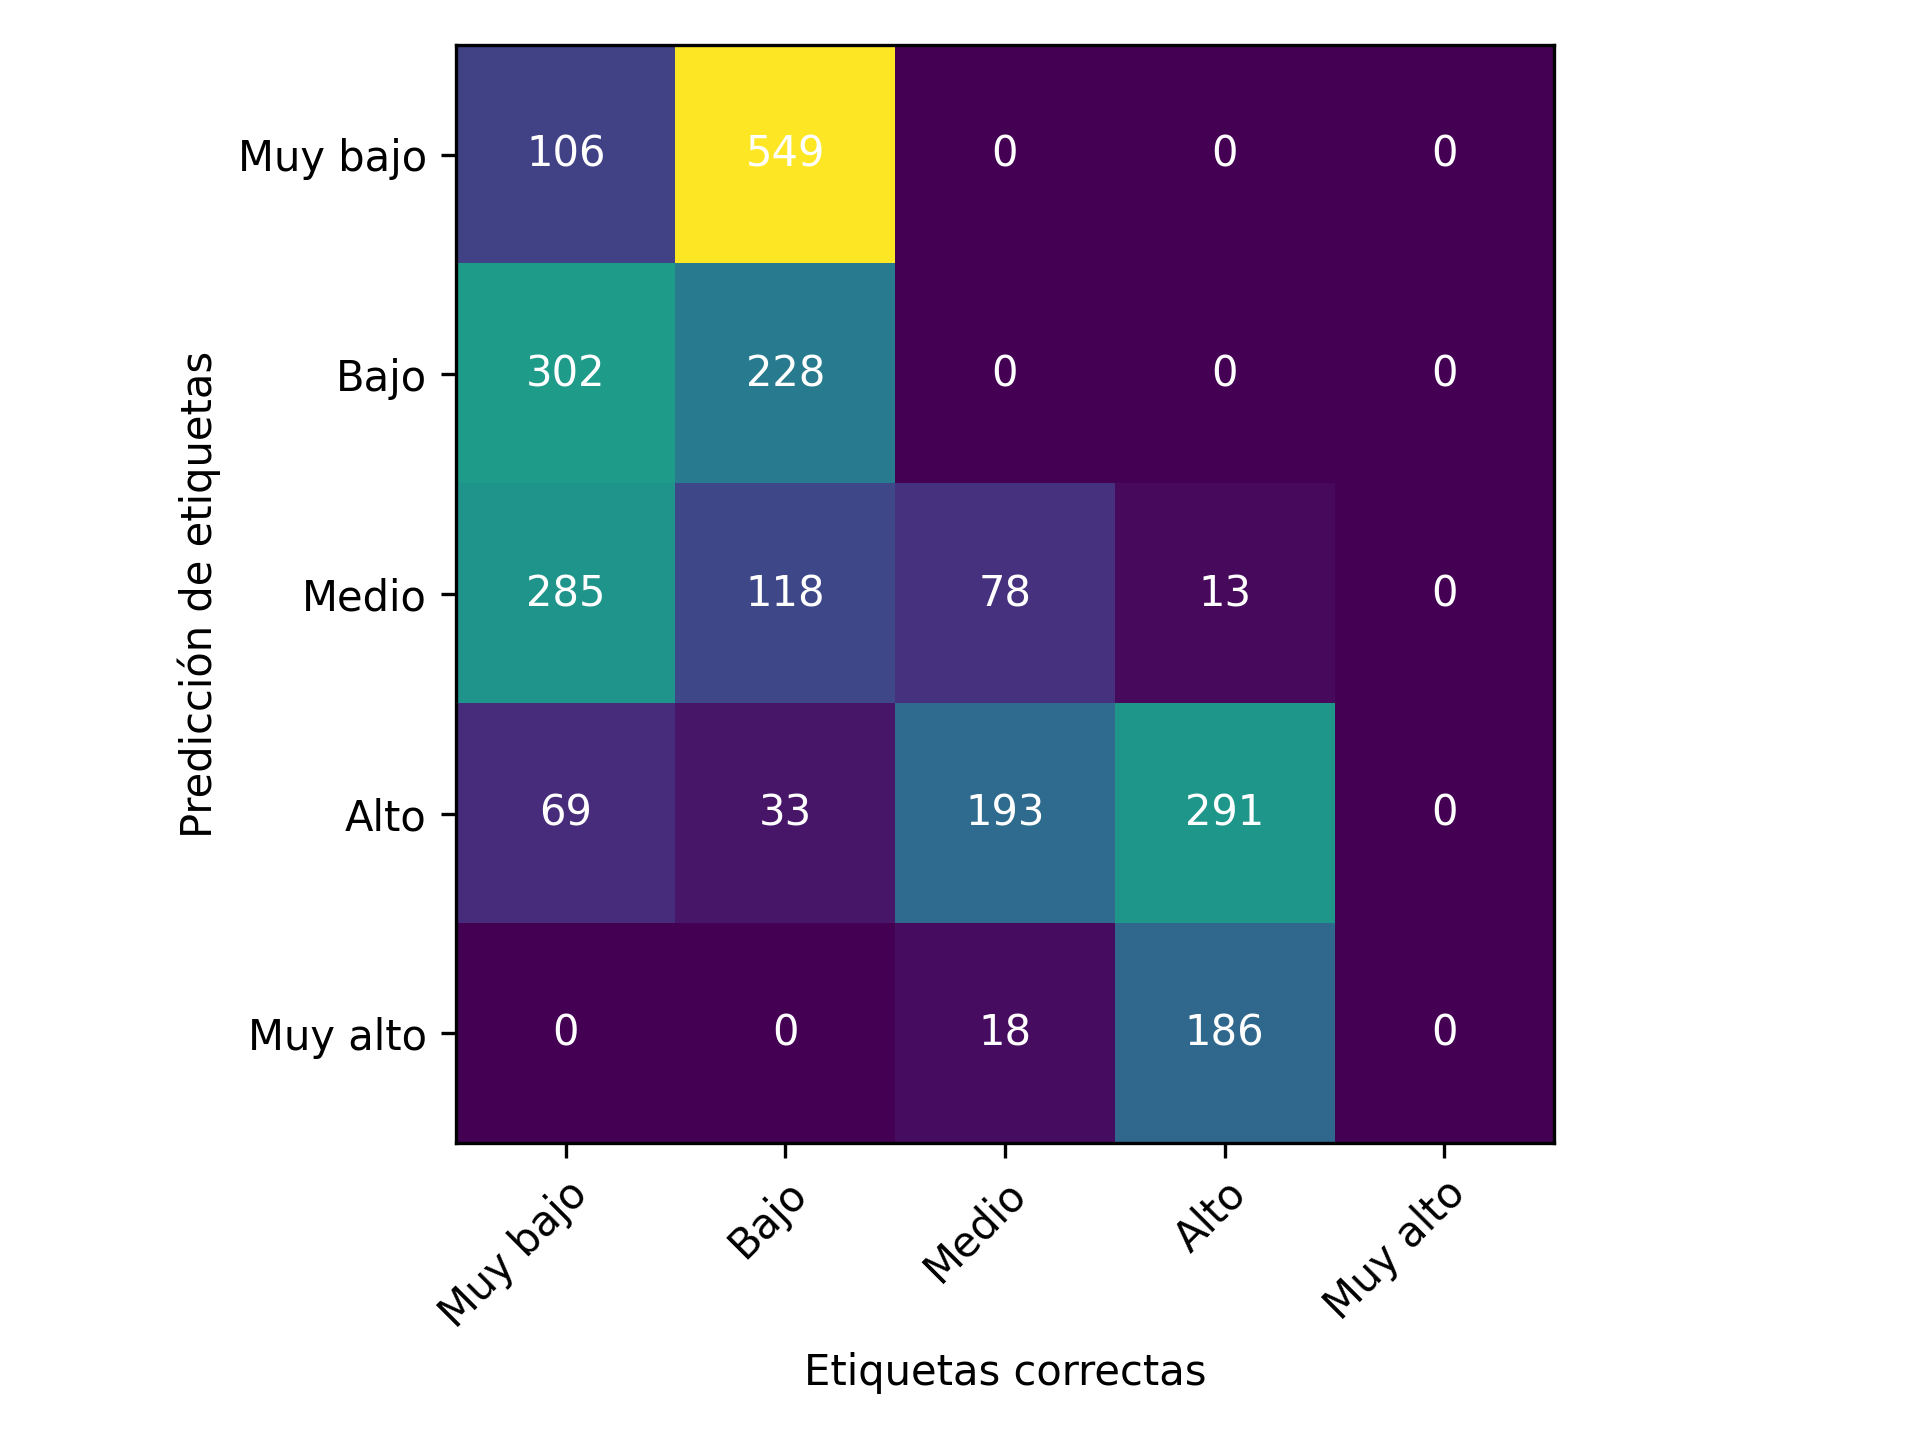 Predicción de etiquetas
Muy bajo 106 549 0 0 0
Bajo 302 228 0 0 0
Medio 285 118 78 13 0
Alto 69 33 193 291 0
Muy alto 0 0 18 186 0
Muy bajo Bajo Medio Alto Muy alto
Etiquetas correctas